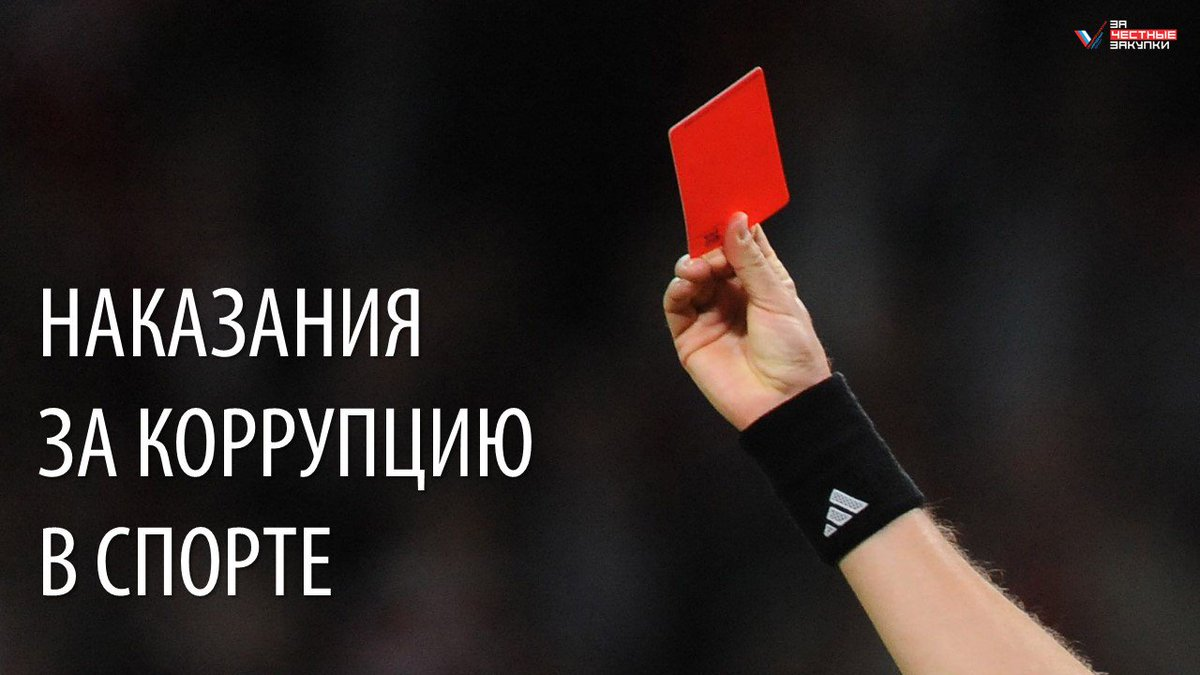 ЗА
ЧЕСТНЫЕ
ЗАКУПКИ
НАКАЗАНИЯ
ЗА КОРРУПЦИЮ
В СПОРТЕ